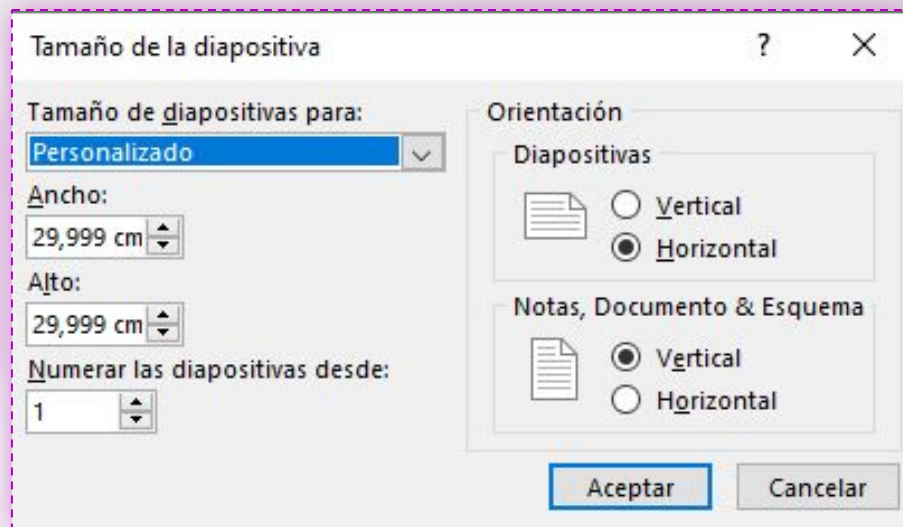 Tamaño de la diapositiva ?
Tamaño de diapositivas para:
Personalizado
Ancho:
29,999 cm
Alto:
29,999 cm
Numerar las diapositivas desde:
1
Orientación
Diapositivas
Vertical
Horizontal
Notas, Documento & Esquema
Vertical
Horizontal
Aceptar Cancelar